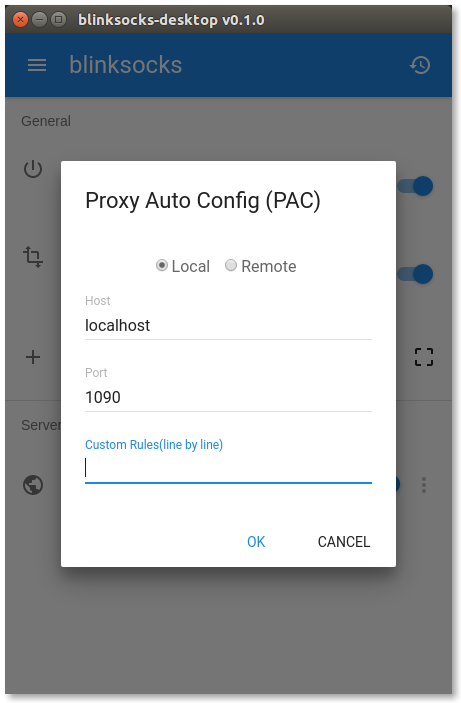 blinksocks-desktop v0.1.0
blinksocks
General
Proxy Auto Config (PAC)
Local Remote
Host
localhost
Port
1090
Server
Custom Rules(line by line)
OK CANCEL